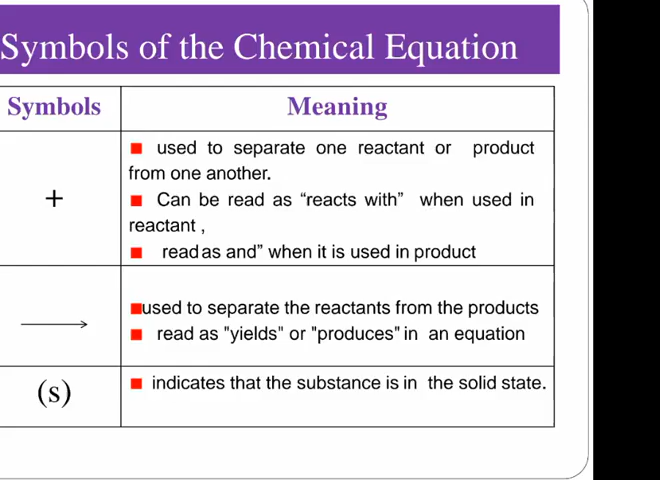 Symbols of the Chemical Equation
Symbols Meaning
used to separate one reactant or product
from one another.
+
Can be read as “reacts with” when used in
reactant ,
read as and” when it is used in product
used to separate the reactants from the products
read as "yields" or "produces" in an equation
(s)
indicates that the substance is in the solid state.